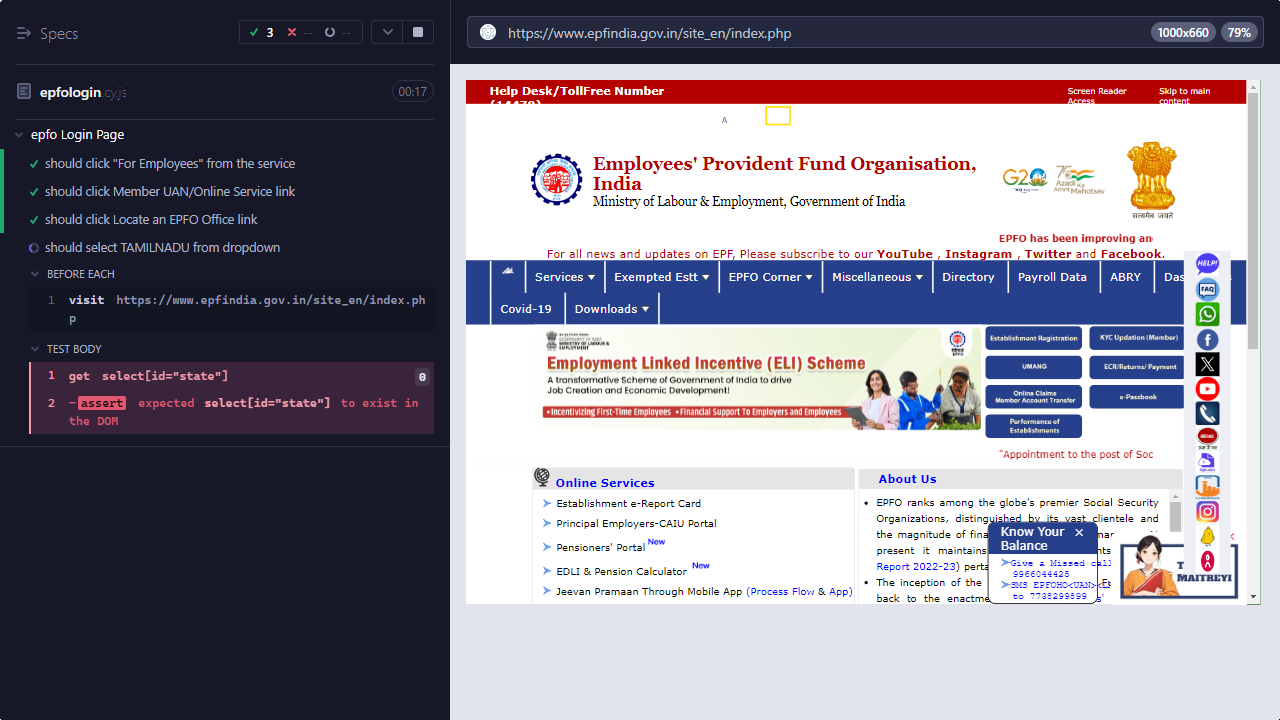 Specs
3
--
--
https://www.epfindia.gov.in/site_en/index.php
1000x660
79%
epfologin.cy.js
00:17
epfo Login Page
should click "For Employees" from the service
should click Member UAN/Online Service link
should click Locate an EPFO Office link
should select TAMILNADU from dropdown
BEFORE EACH
1 visit https://www.epfindia.gov.in/site_en/index.ph
p
TEST BODY
1 get select[id="state"] 0
2 -assert expected select[id="state"] to exist in
the DOM
Help Desk/TollFree Number
Screen Reader
Access
Skip to main
content
A
Employees' Provident Fund Organisation,
India
Ministry of Labour & Employment, Government of India
G20
Azadi Ka
Amrit Mahotsav
सत्यमेव जयते
EPFO has been improving an
For all news and updates on EPF, Please subscribe to our YouTube , Instagram , Twitter and Facebook.
Services
Exempted Estt
EPFO Corner
Miscellaneous
Directory
Payroll Data
ABRY
Das
Covid-19
Downloads
HELP!
FAQ
MINISTRY OF LABOUR &
EMPLOYMENT
Employment Linked Incentive (ELI) Scheme
A transformative Scheme of Government of India to drive
Job Creation and Economic Development!
•Incentivizing First-Time Employees •Financial Support To Employers and Employees
Establishment Registration
KYC Updation (Member)
UMANG
ECR/Returns/ Payment
Online Claims
Member Account Transfer
e-Passbook
Performance of
Establishments
"Appointment to the post of Soc
Online Services
Establishment e-Report Card
Principal Employers-CAIU Portal
Pensioners' Portal New
EDLI & Pension Calculator New
Jeevan Pramaan Through Mobile App (Process Flow & App)
About Us
• EPFO ranks among the globe's premier Social Security
Organizations, distinguished by its vast clientele and
the magnitude of fina
present it maintains
Report 2022-23) perta
• The inception of the
back to the enactme
Know Your
Balance
×
Give a Missed call
9966044425
SMS EPFOHO<UAN><
to 7738299899
MAITREYI